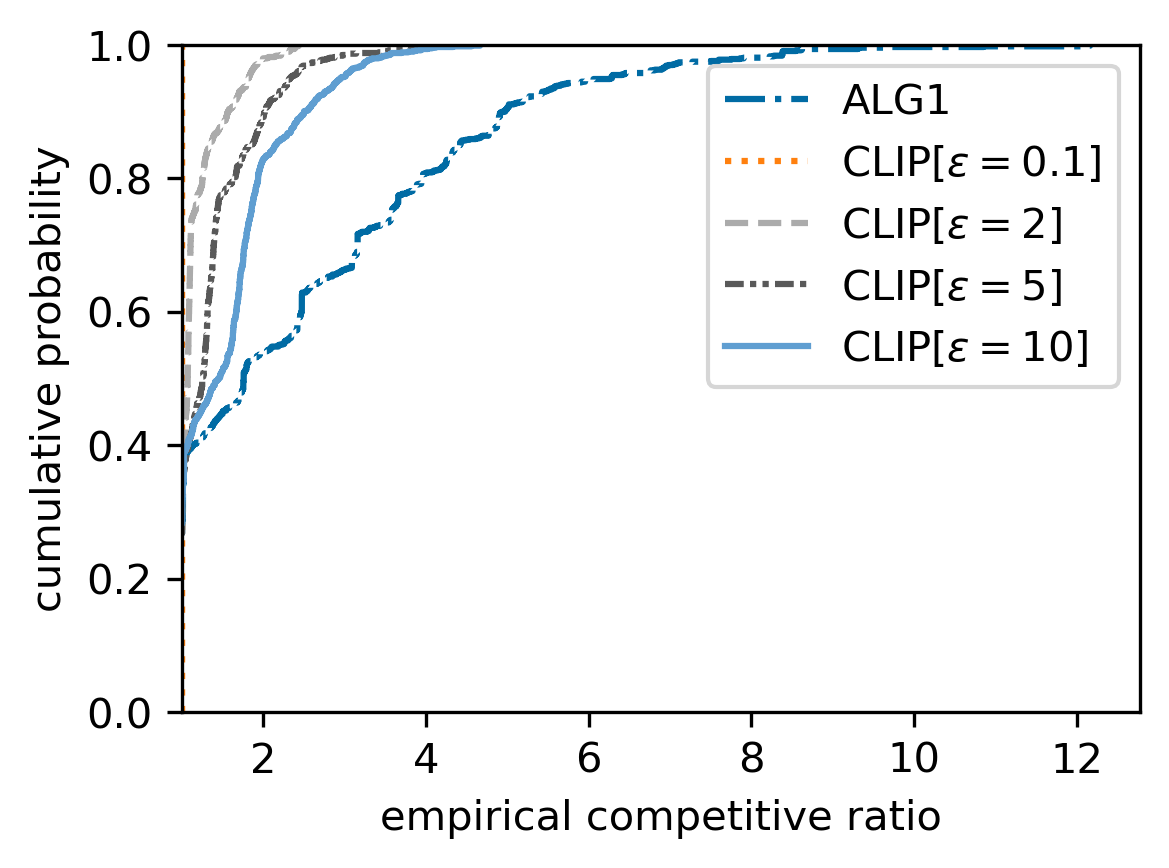 1.0
0.8
0.6
0.4
0.2
0.0
cumulative probability
2 4 6 8 10 12
empirical competitive ratio
ALG1
CLIP[ε = 0.1]
CLIP[ε = 2]
CLIP[ε = 5]
CLIP[ε = 10]